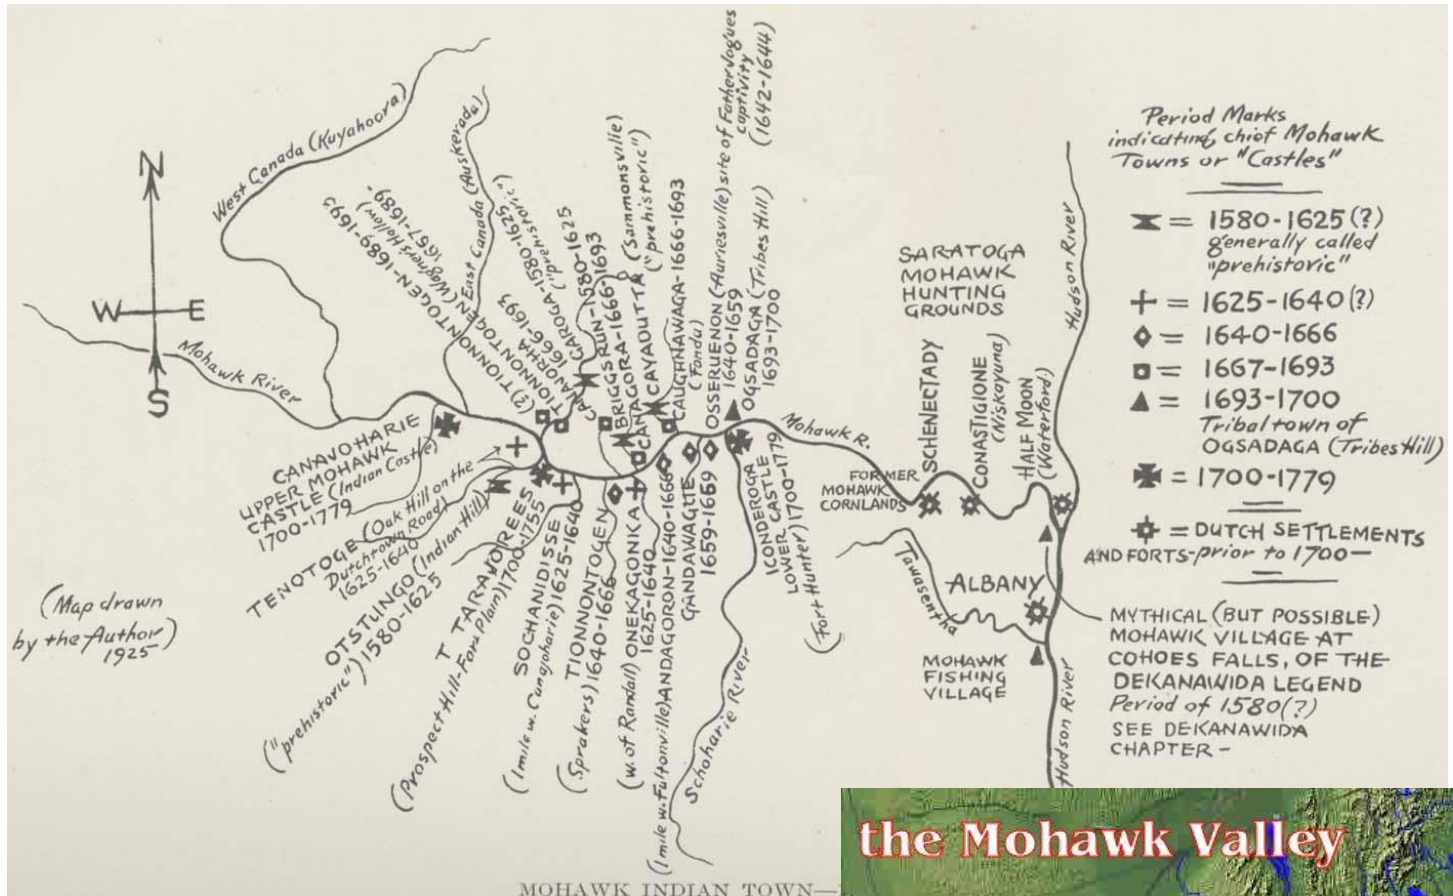 N
W
E
S
West Canada (Kuyahoora)
East Canada (Auskerada)
Mohawk River
(?) TIONNONTOGEN-1689-1693
TIONNONTOGEN (Wagners Hollow)
1667-1689-
CANAJORHA
1666-1693
CAROGA-1580-1625
("prehistoric")
BRIGGS RUN-1580-1625
CANAGORA-1666-1693
CAYADUTTA (Sammonsville)
("prehistoric")
CAUGHNAWAGA-1666-1693
(Fonda)
OSSERUENON (Auriesville) site of Father Jogues
captivity
(1642-1644)
1640-1659
OGSADAGA (Tribes Hill)
1693-1700
Mohawk R.
SARATOGA
MOHAWK
HUNTING
GROUNDS
SCHENECTADY
CONASTIGIONE
(Niskayuna)
HALF MOON
(Waterford)
Hudson River
FORMER
MOHAWK
CORNLANDS
Tawasentha
ALBANY
MOHAWK
FISHING
VILLAGE
Hudson River
CANAJOHARIE
UPPER MOHAWK
CASTLE (Indian Castle)
1700-1779
TENOTOGE (Oak Hill on the
Dutchtown Road)
1625-1640
OTSTUNGO (Indian Hill)
("prehistoric") 1580-1625
T TARAJOREES
(Prospect Hill-Fort Plain) 1700-1755
SOCHANIDISSE
(1 mile w. Canajoharie) 1625-1640
TIONNONTOGEN
(Sprakers) 1640-1666
(w. of Randall) ONEKAGONKA
1625-1640
(1 mile w. Fultonville) ANDAGORON-1640-1666
GANDAWAGUE
1659-1669
ICONDEROGA
LOWER CASTLE
(Fort Hunter) 1700-1779
Schoharie River
(Map drawn
by the Author)
1925
Period Marks
indicating chief Mohawk
Towns or "Castles"
= 1580-1625 (?)
generally called
"prehistoric"
= 1625-1640 (?)
= 1640-1666
= 1667-1693
= 1693-1700
Tribal town of
OGSADAGA (Tribes Hill)
= 1700-1779
= DUTCH SETTLEMENTS
AND FORTS-prior to 1700-
MYTHICAL (BUT POSSIBLE)
MOHAWK VILLAGE AT
COHOES FALLS, OF THE
DEKANAWIDA LEGEND
Period of 1580 (?)
SEE DEKANAWIDA
CHAPTER-
the Mohawk Valley
MOHAWK INDIAN TOWN—